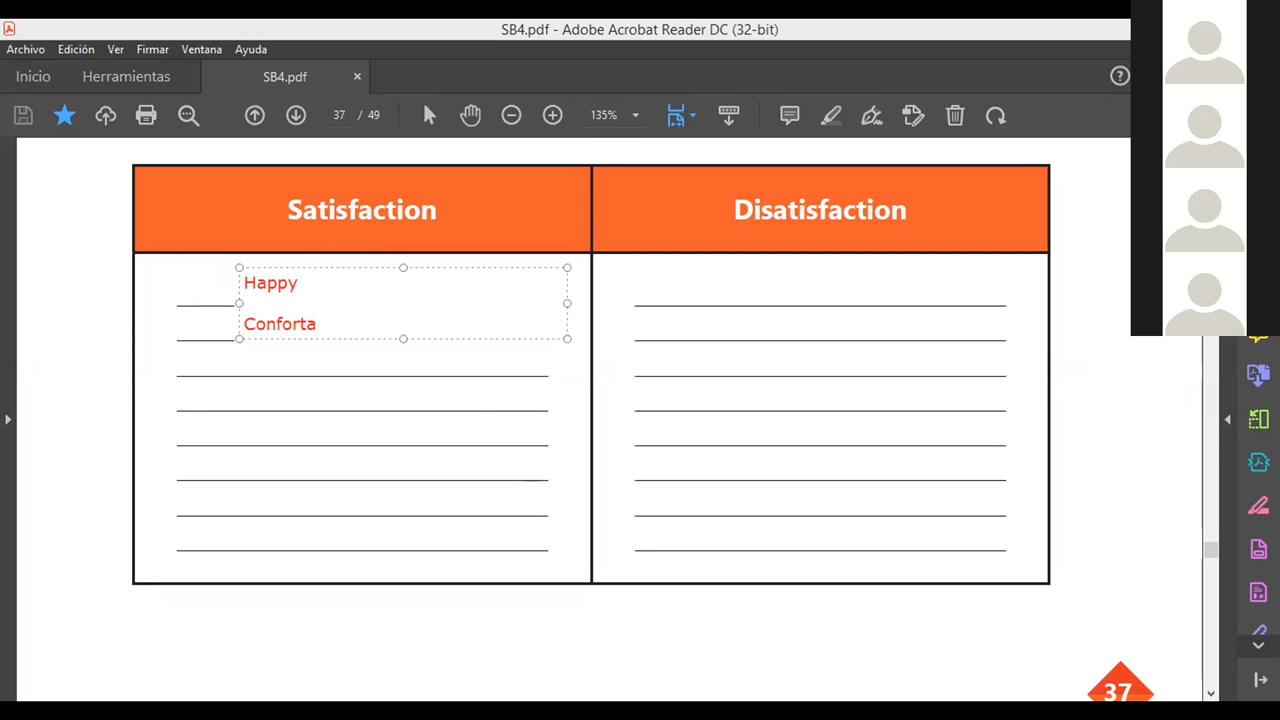 SB4.pdf - Adobe Acrobat Reader DC (32-bit)
Archivo Edición Ver Firmar Ventana Ayuda
Inicio Herramientas SB4.pdf × ?
37 / 49 135%
Satisfaction Disatisfaction
Happy
Conforta
37